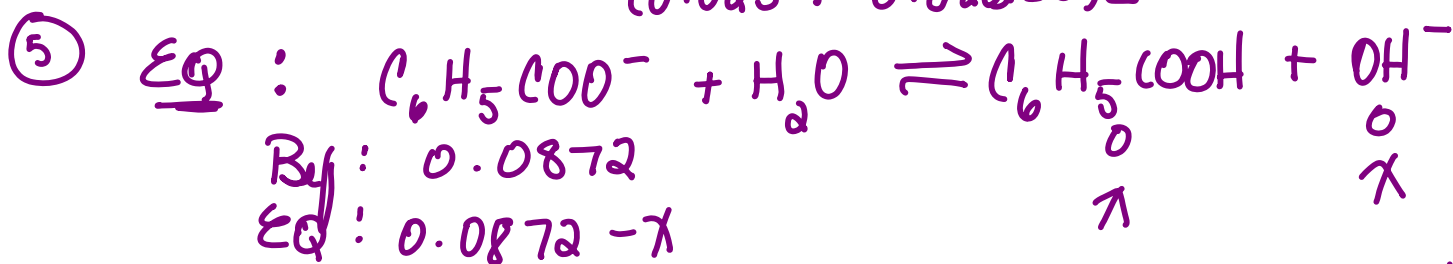 ⑤ EQ : C₆H₅COO⁻ + H₂O ⇌ C₆H₅COOH + OH⁻
Bef : 0.0872 0 0
EQ : 0.0872 - x x x